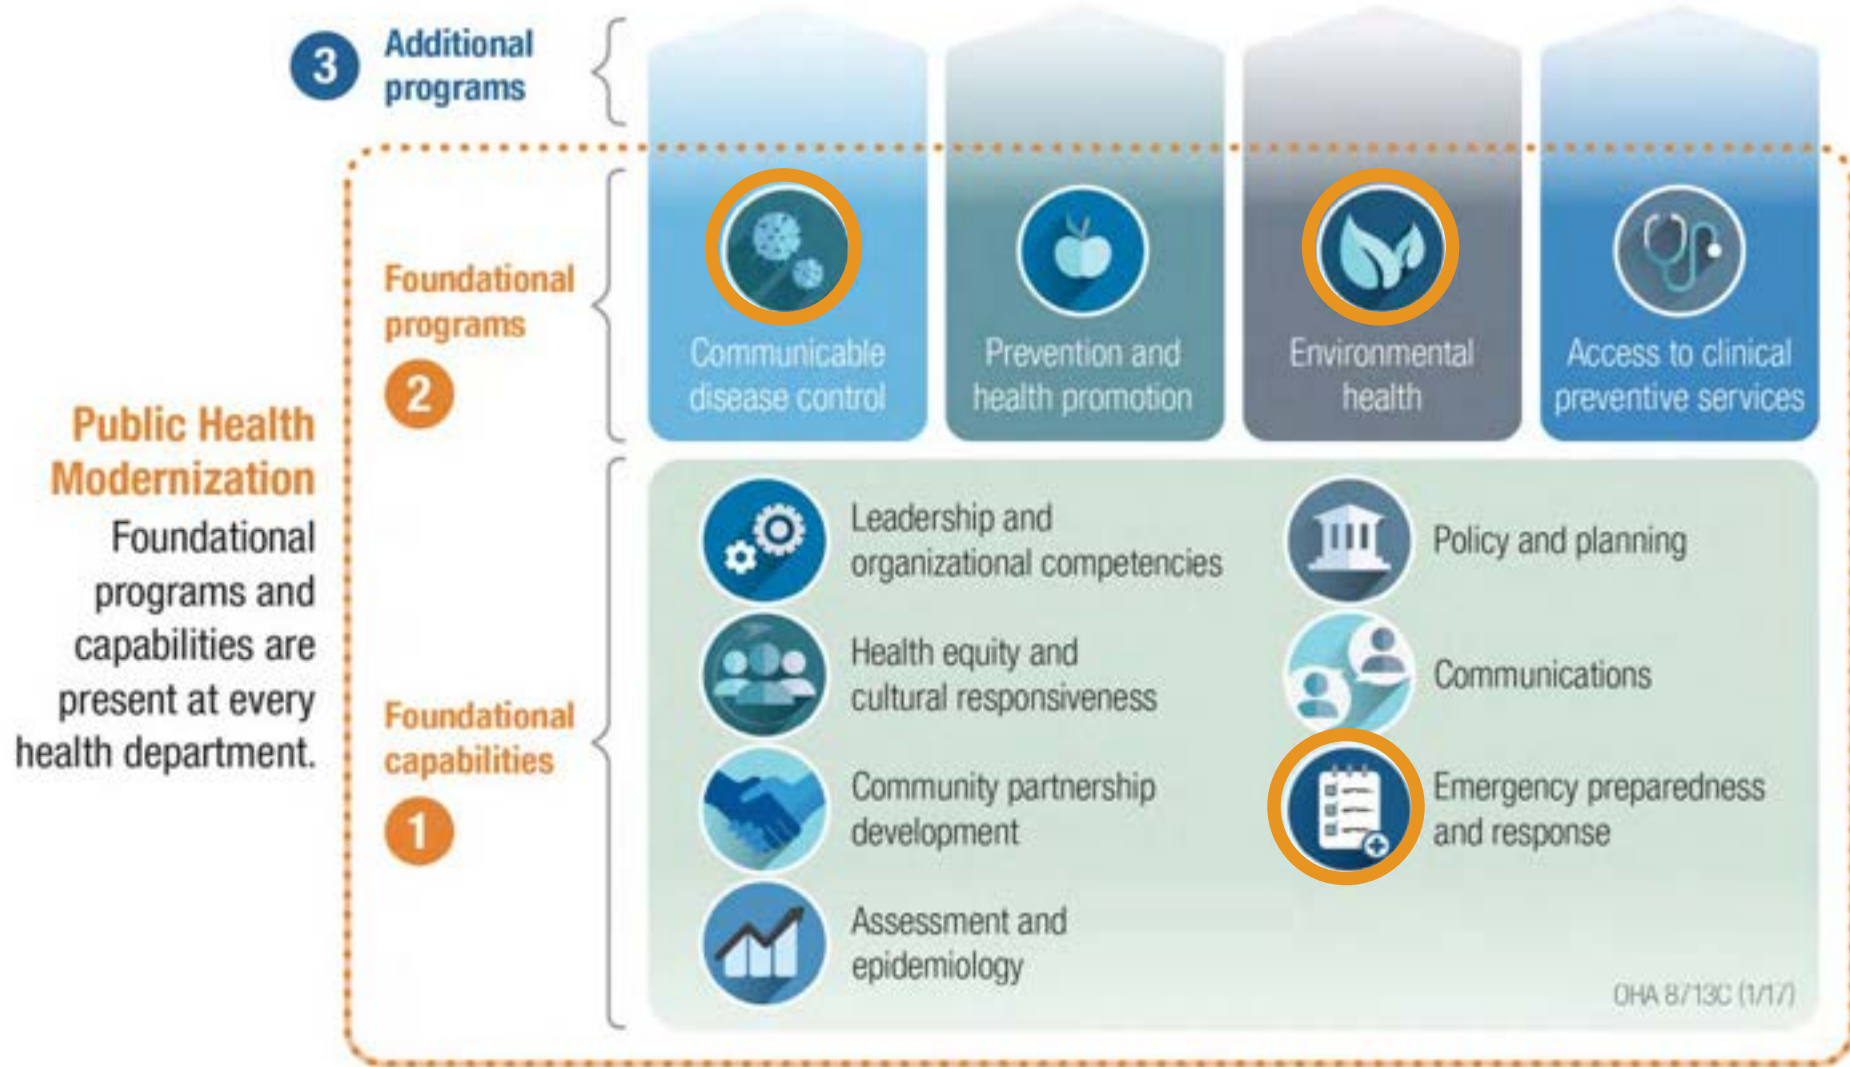 3
Additional
programs
Foundational
programs
2
Communicable
disease control
Prevention and
health promotion
Environmental
health
Access to clinical
preventive services
Public Health
Modernization
Foundational
programs and
capabilities are
present at every
health department.
Foundational
capabilities
1
Leadership and
organizational competencies
Health equity and
cultural responsiveness
Community partnership
development
Assessment and
epidemiology
Policy and planning
Communications
Emergency preparedness
and response
OHA 8713C (1/17)